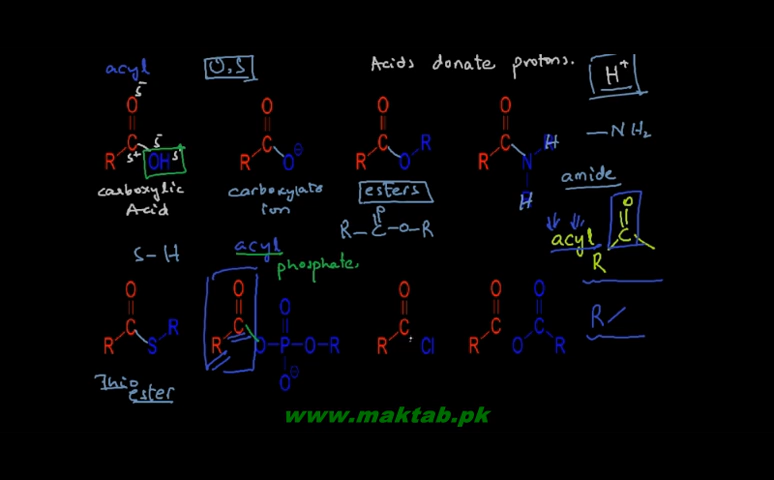 acyl
O,S
Acids donate protons.
H+
δ-
O
O
O
O
—NH2
δ-
C
δ+
R
OH
δ+
C
R
O⊖
C
R
O
R
C
R
N
H
H
carboxylic
Acid
carboxylate
ion
esters
amide
R—C—O—R
O
O
C
acyl
R
S—H
acyl
phosphate
O
C
R
S
R
O
C
R
O—P—O—R
O
O⊖
O
C
R
Cl
O
C
R
O
O
C
R
R
Thio
ester
www.maktab.pk